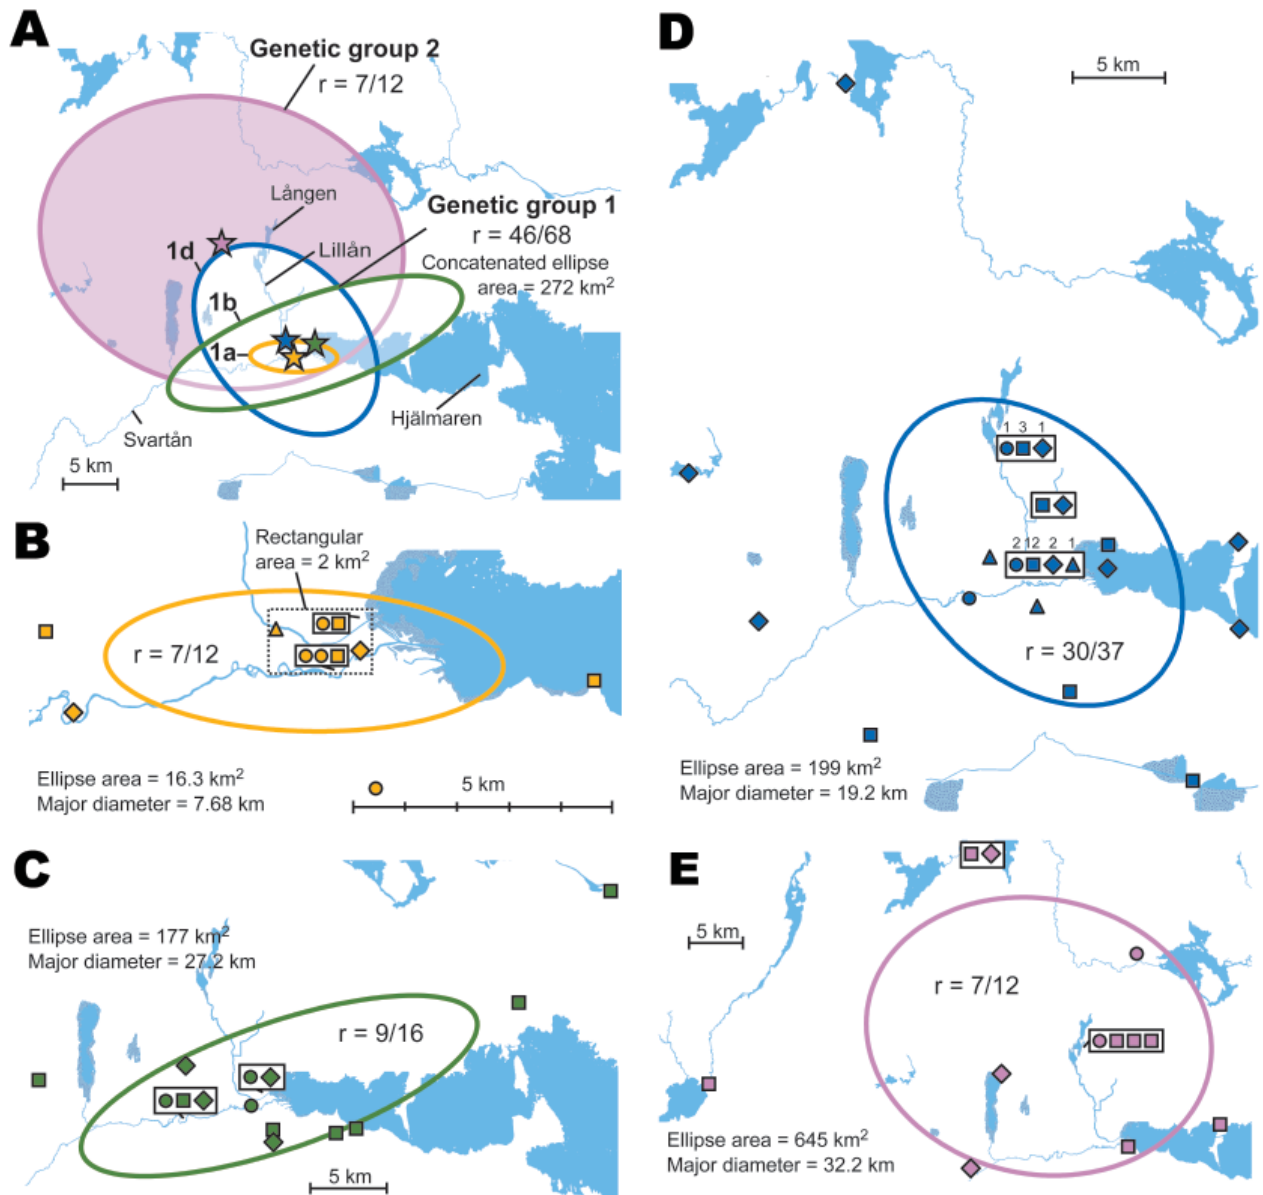 A
Genetic group 2
r = 7/12
Lången
Genetic group 1
r = 46/68
Concatenated ellipse
area = 272 km²
1d
Lillån
1b
1a
Hjälmaren
Svartån
5 km
B
Rectangular
area = 2 km²
r = 7/12
Ellipse area = 16.3 km²
Major diameter = 7.68 km
5 km
C
Ellipse area = 177 km²
Major diameter = 27.2 km
r = 9/16
5 km
D
5 km
1 3 1
2 12 2 1
r = 30/37
Ellipse area = 199 km²
Major diameter = 19.2 km
E
5 km
r = 7/12
Ellipse area = 645 km²
Major diameter = 32.2 km